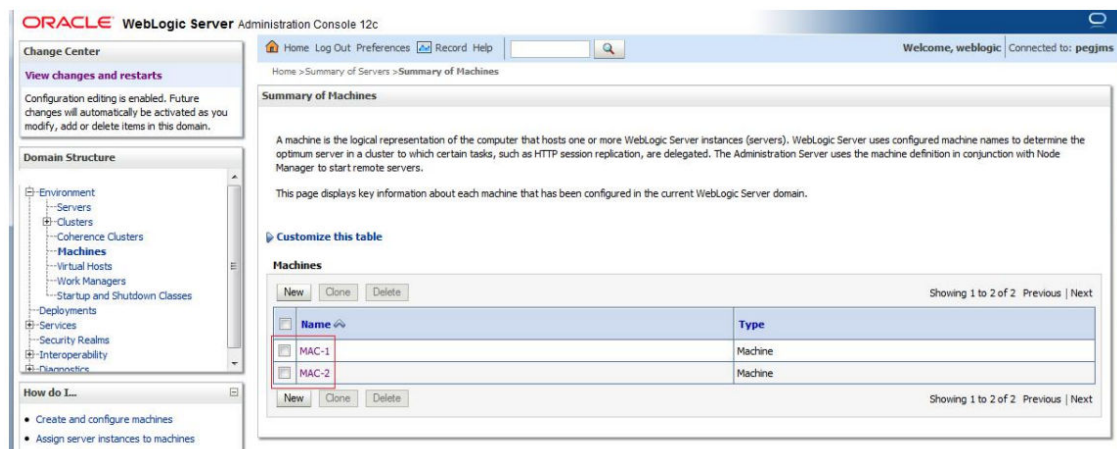 ORACLE WebLogic Server Administration Console 12c
Change Center
View changes and restarts
Configuration editing is enabled. Future
changes will automatically be activated as you
modify, add or delete items in this domain.
Domain Structure
Environment
Servers
Clusters
Coherence Clusters
Machines
Virtual Hosts
Work Managers
Startup and Shutdown Classes
Deployments
Services
Security Realms
Interoperability
Diagnostics
How do I...
Create and configure machines
Assign server instances to machines
Home Log Out Preferences Record Help
Welcome, weblogic Connected to: pegjms
Home >Summary of Servers >Summary of Machines
Summary of Machines
A machine is the logical representation of the computer that hosts one or more WebLogic Server instances (servers). WebLogic Server uses configured machine names to determine the
optimum server in a cluster to which certain tasks, such as HTTP session replication, are delegated. The Administration Server uses the machine definition in conjunction with Node
Manager to start remote servers.
This page displays key information about each machine that has been configured in the current WebLogic Server domain.
Customize this table
Machines
New Clone Delete Showing 1 to 2 of 2 Previous | Next
Name Type
MAC-1 Machine
MAC-2 Machine
New Clone Delete Showing 1 to 2 of 2 Previous | Next